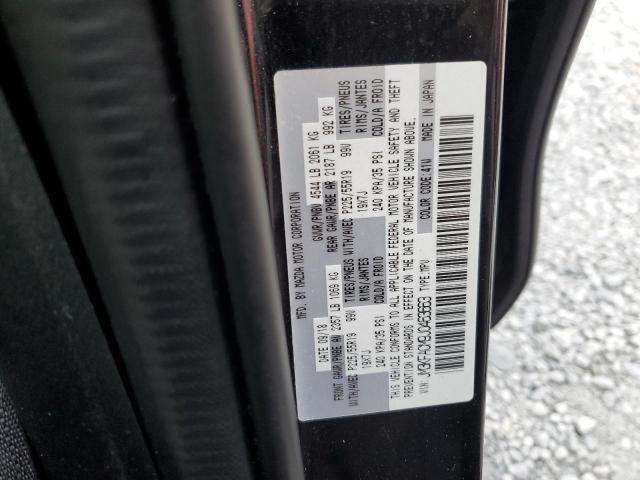 MFD. BY MAZDA MOTOR CORPORATION
DATE 09/18 GVWR/PNBV 4544 LB 2061 KG
FRONT GAWR/PNBE AV 2357 LB 1069 KG REAR GAWR/PNBE AR 2187 LB 992 KG
WITH/AVEC P225/55R19 99V TIRES/PNEUS WITH/AVEC P225/55R19 99V TIRES/PNEUS
19X7J RIMS/JANTES 19X7J RIMS/JANTES
240 KPA/35 PSI COLD/A FROID 240 KPA/35 PSI COLD/A FROID
THIS VEHICLE CONFORMS TO ALL APPLICABLE FEDERAL MOTOR VEHICLE SAFETY AND THEFT
PREVENTION STANDARDS IN EFFECT ON THE DATE OF MANUFACTURE SHOWN ABOVE.
VIN: JM3KFACM9J0463663 TYPE: MPV COLOR CODE: 41W MADE IN JAPAN